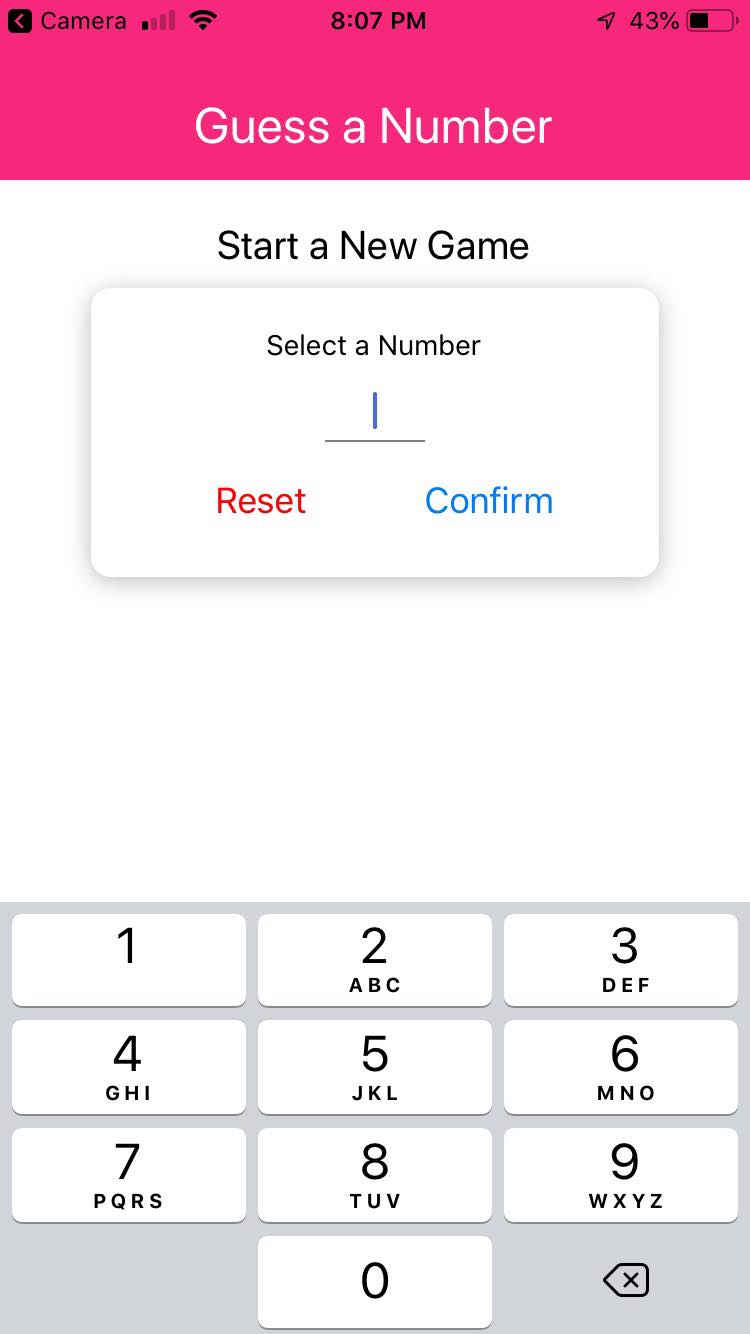 Camera 8:07 PM 43%
Guess a Number
Start a New Game
Select a Number
Reset Confirm
1 2 3
ABC DEF
4 5 6
GHI JKL MNO
7 8 9
PQRS TUV WXYZ
0